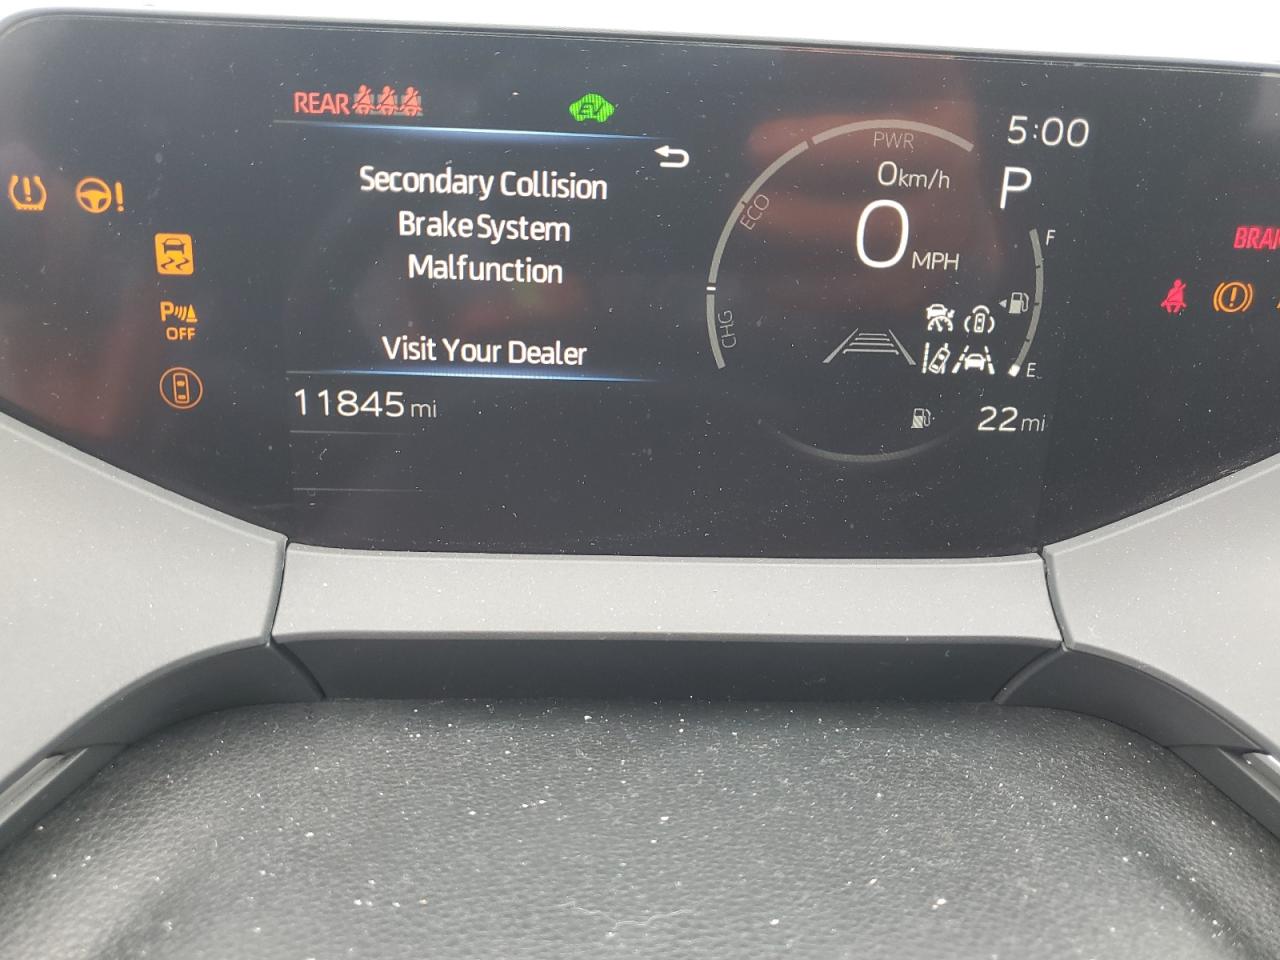 REAR
Secondary Collision
Brake System
Malfunction
Visit Your Dealer
11845 mi
P
OFF
PWR
ECO
CHG
0 km/h
0 MPH
5:00
P
F
E
22 mi